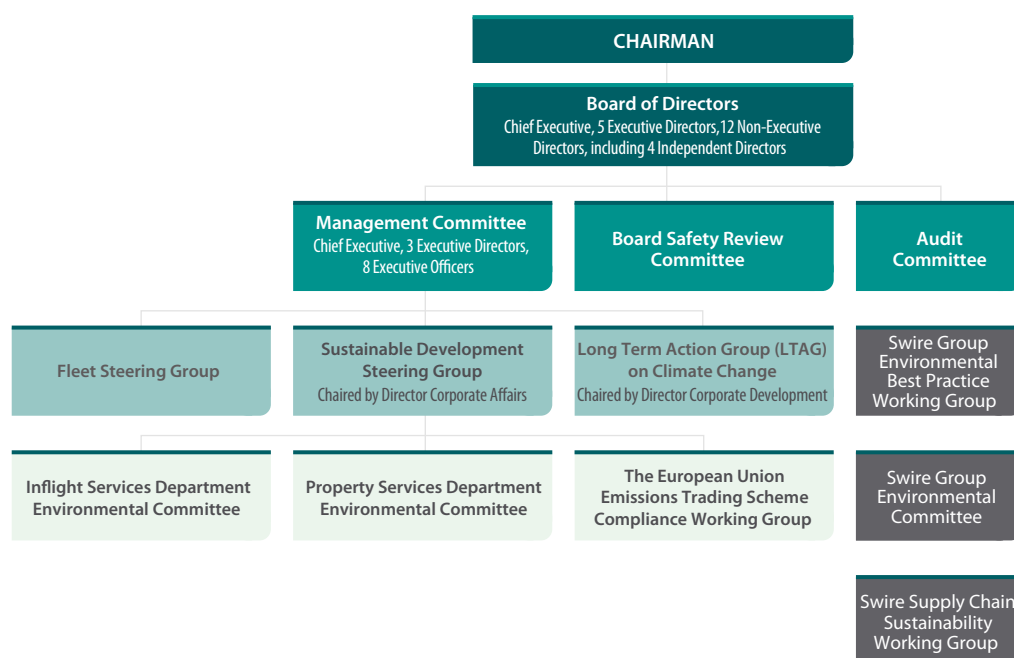 CHAIRMAN
Board of Directors
Chief Executive, 5 Executive Directors,12 Non-Executive
Directors, including 4 Independent Directors
Management Committee
Chief Executive, 3 Executive Directors,
8 Executive Officers
Board Safety Review
Committee
Audit
Committee
Fleet Steering Group
Sustainable Development
Steering Group
Chaired by Director Corporate Affairs
Long Term Action Group (LTAG)
on Climate Change
Chaired by Director Corporate Development
Swire Group
Environmental
Best Practice
Working Group
Inflight Services Department
Environmental Committee
Property Services Department
Environmental Committee
The European Union
Emissions Trading Scheme
Compliance Working Group
Swire Group
Environmental
Committee
Swire Supply Chain
Sustainability
Working Group